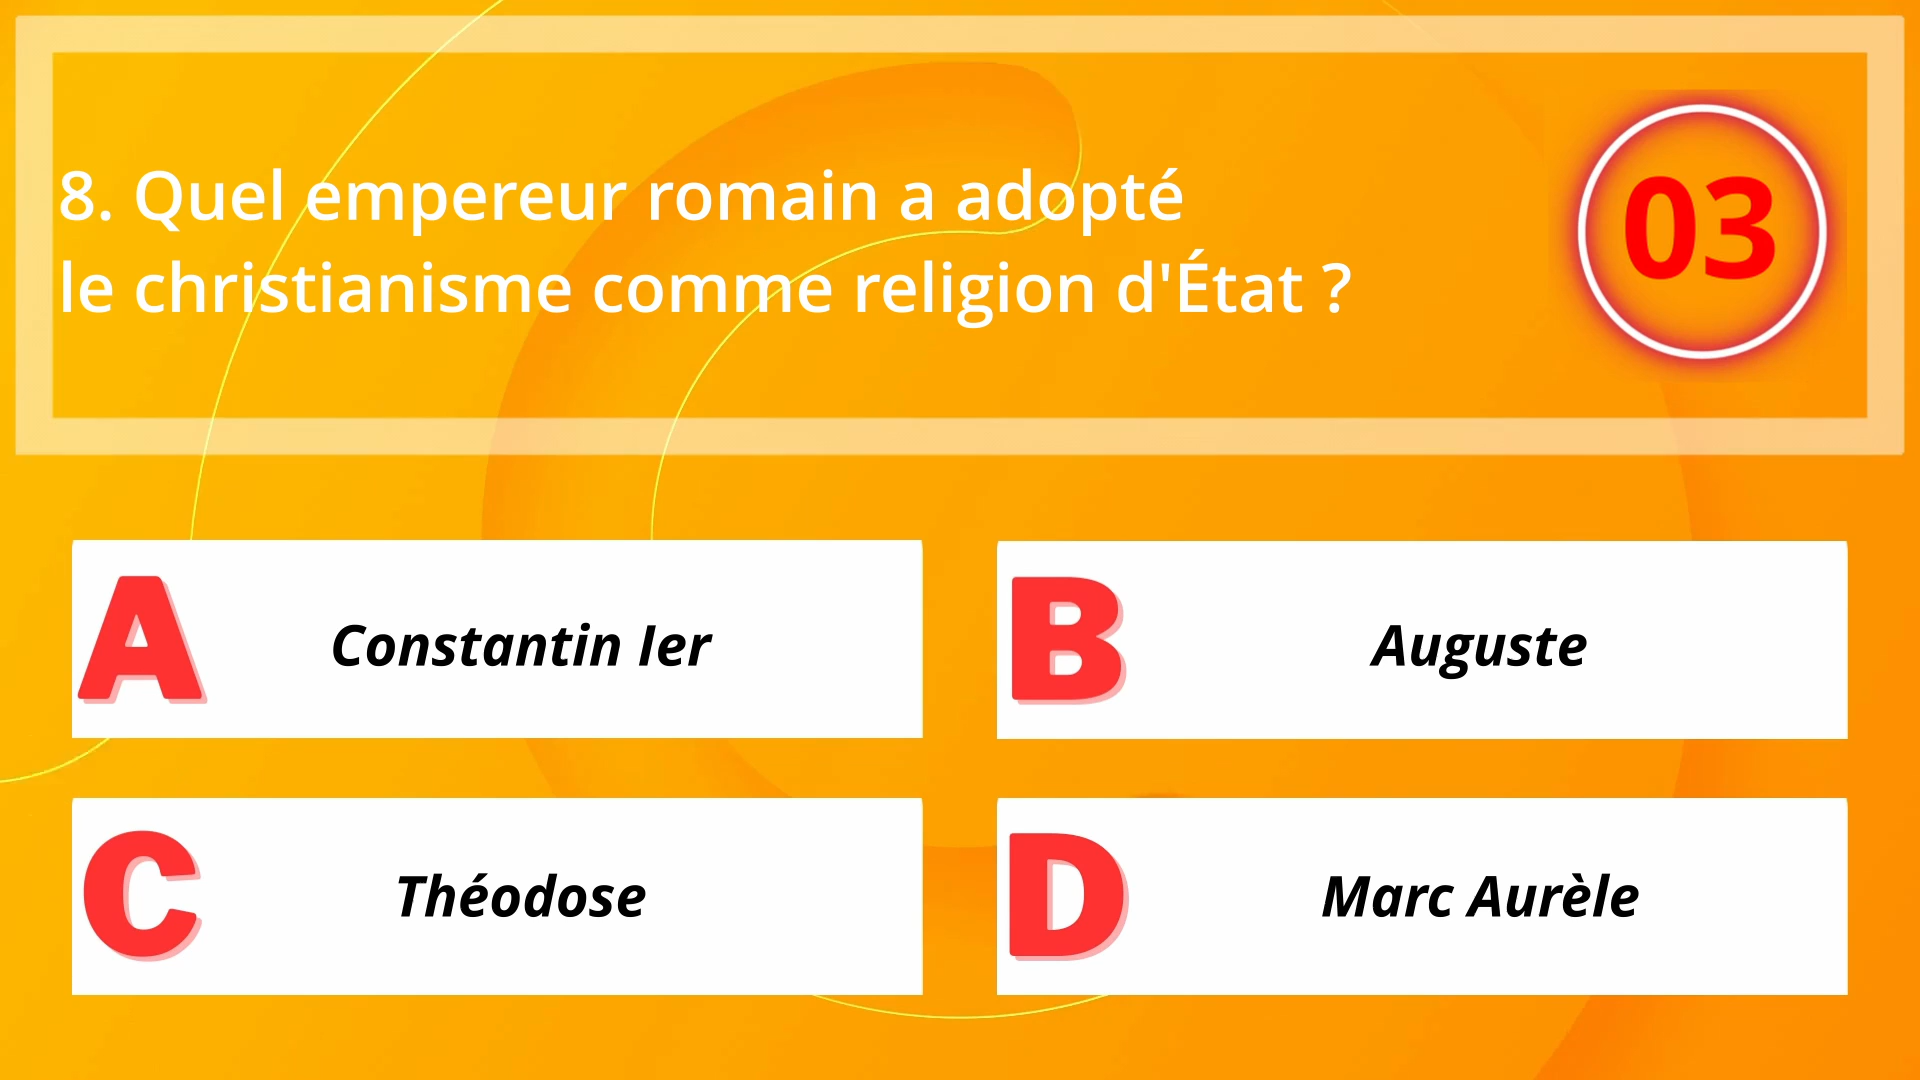 8. Quel empereur romain a adopté
le christianisme comme religion d'État ?
03
A
Constantin Ier
B
Auguste
C
Théodose
D
Marc Aurèle